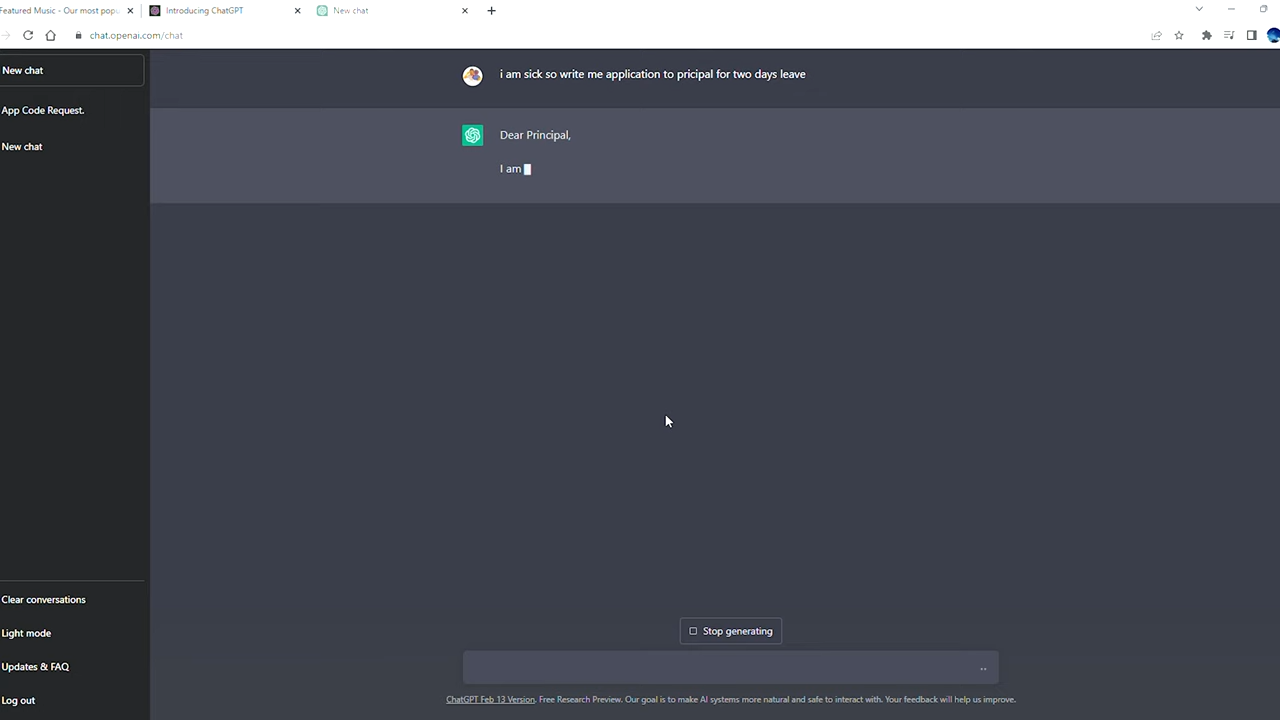 Featured Music - Our most popu
Introducing ChatGPT
New chat
chat.openai.com/chat
New chat
App Code Request.
New chat
i am sick so write me application to pricipal for two days leave
Dear Principal,
I am
Stop generating
Clear conversations
Light mode
Updates & FAQ
Log out
ChatGPT Feb 13 Version. Free Research Preview. Our goal is to make AI systems more natural and safe to interact with. Your feedback will help us improve.